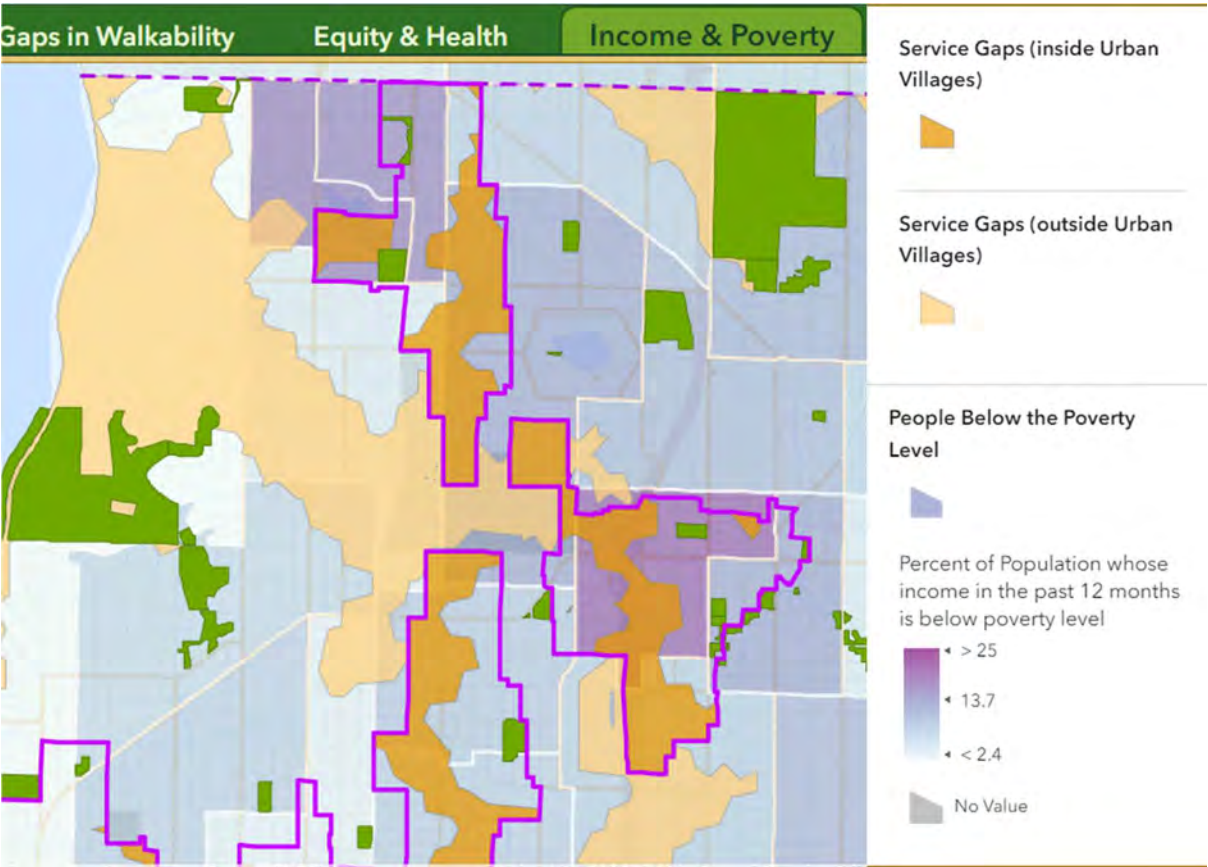 Gaps in Walkability
Equity & Health
Income & Poverty
Service Gaps (inside Urban
Villages)
Service Gaps (outside Urban
Villages)
People Below the Poverty
Level
Percent of Population whose
income in the past 12 months
is below poverty level
> 25
13.7
< 2.4
No Value